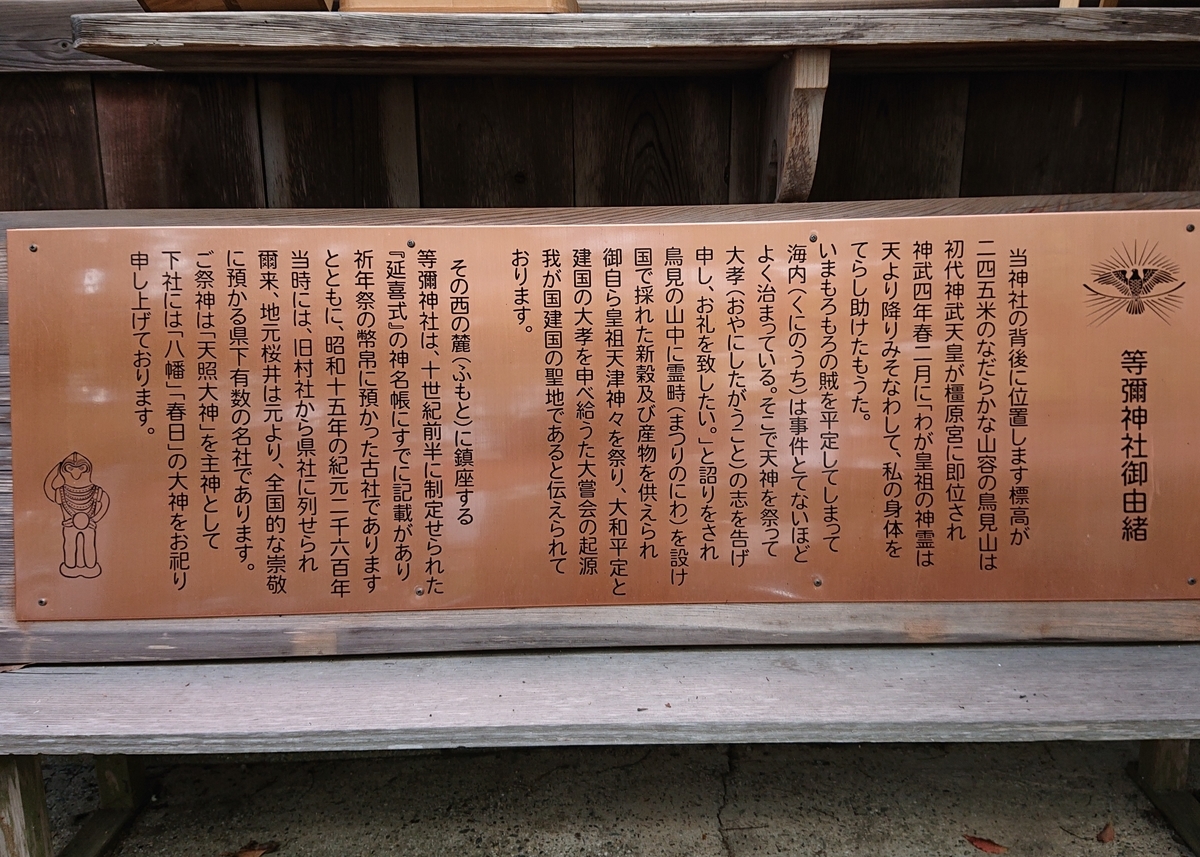 等彌神社御由緒
当神社の背後に位置します標高が
二四五米のなだらかな山容の鳥見山は
初代神武天皇が橿原宮に即位され
神武四年春二月に「わが皇祖の神霊は
天より降りみそなわして、私の身体を
てらし助けたもうた。
いまもろもろの賊を平定してしまって
海内（くにのうち）は事件とてないほど
よく治まっている。そこで天神を祭って
大孝（おやにしたがうこと）の志を告げ
申し、お礼を致したい。」と詔りをされ
鳥見の山中に霊畤（まつりのにわ）を設け
国で採れた新穀及び産物を供えられ
御自ら皇祖天津神々を祭り、大和平定と
建国の大孝を申べ給うた大嘗会の起源
我が国建国の聖地であると伝えられて
おります。
その西の麓（ふもと）に鎮座する
等彌神社は、十世紀前半に制定せられた
『延喜式』の神名帳にすでに記載があり
祈年祭の幣帛に預かった古社であります
とともに、昭和十五年の紀元二千六百年
当時には、旧村社から県社に列せられ
爾来、地元桜井は元より、全国的な崇敬
に預かる県下有数の名社であります。
ご祭神は「天照大神」を主神として
下社には「八幡」「春日」の大神をお祀り
申し上げております。